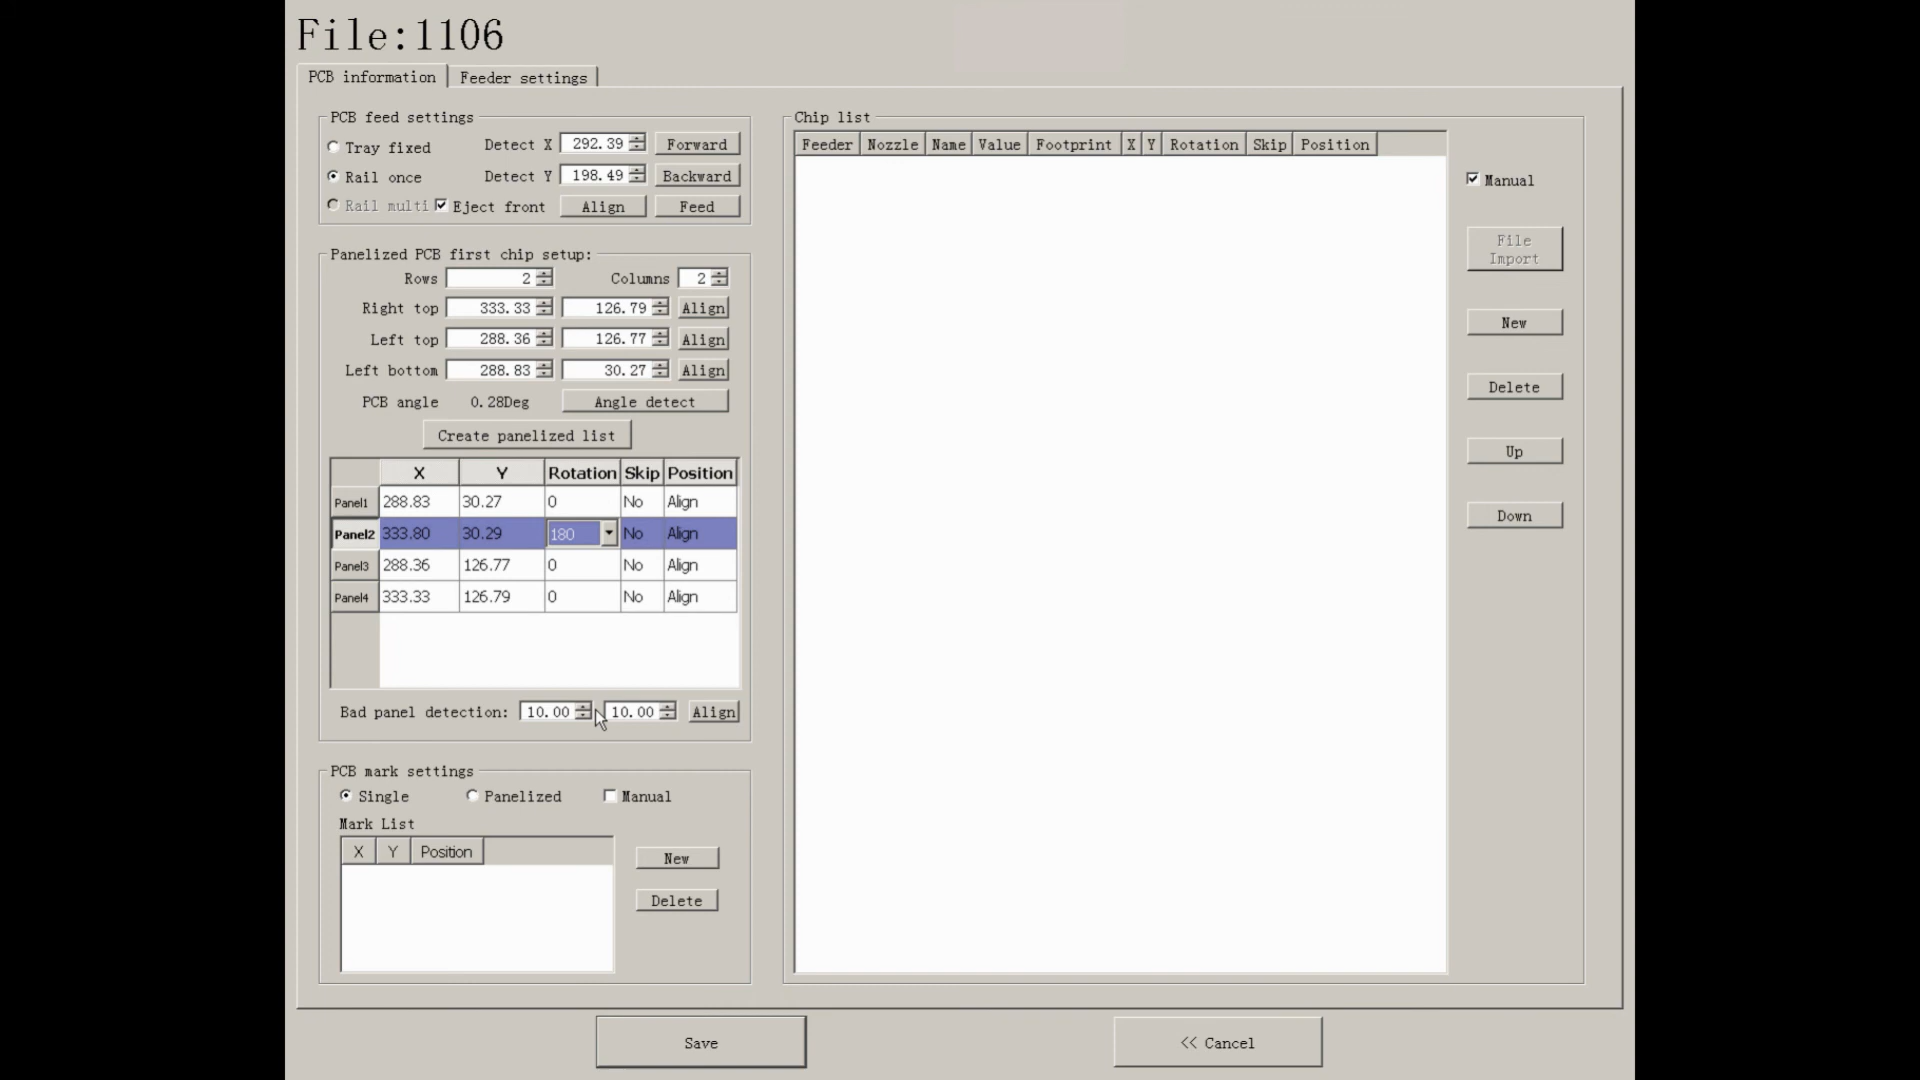 File:1106
PCB information
Feeder settings
PCB feed settings
Tray fixed
Detect X
292.39
Forward
Rail once
Detect Y
198.49
Backward
Rail multi
Eject front
Align
Feed
Panelized PCB first chip setup:
Rows
2
Columns
2
Right top
333.33
126.79
Align
Left top
288.36
126.77
Align
Left bottom
288.83
30.27
Align
PCB angle
0.28Deg
Angle detect
Create panelized list
X Y Rotation Skip Position
Panel1 288.83 30.27 0 No Align
Panel2 333.80 30.29 180 No Align
Panel3 288.36 126.77 0 No Align
Panel4 333.33 126.79 0 No Align
Bad panel detection:
10.00
10.00
Align
PCB mark settings
Single
Panelized
Manual
Mark List
X Y Position
New
Delete
Chip list
Feeder Nozzle Name Value Footprint X Y Rotation Skip Position
Manual
File
Import
New
Delete
Up
Down
Save
<< Cancel